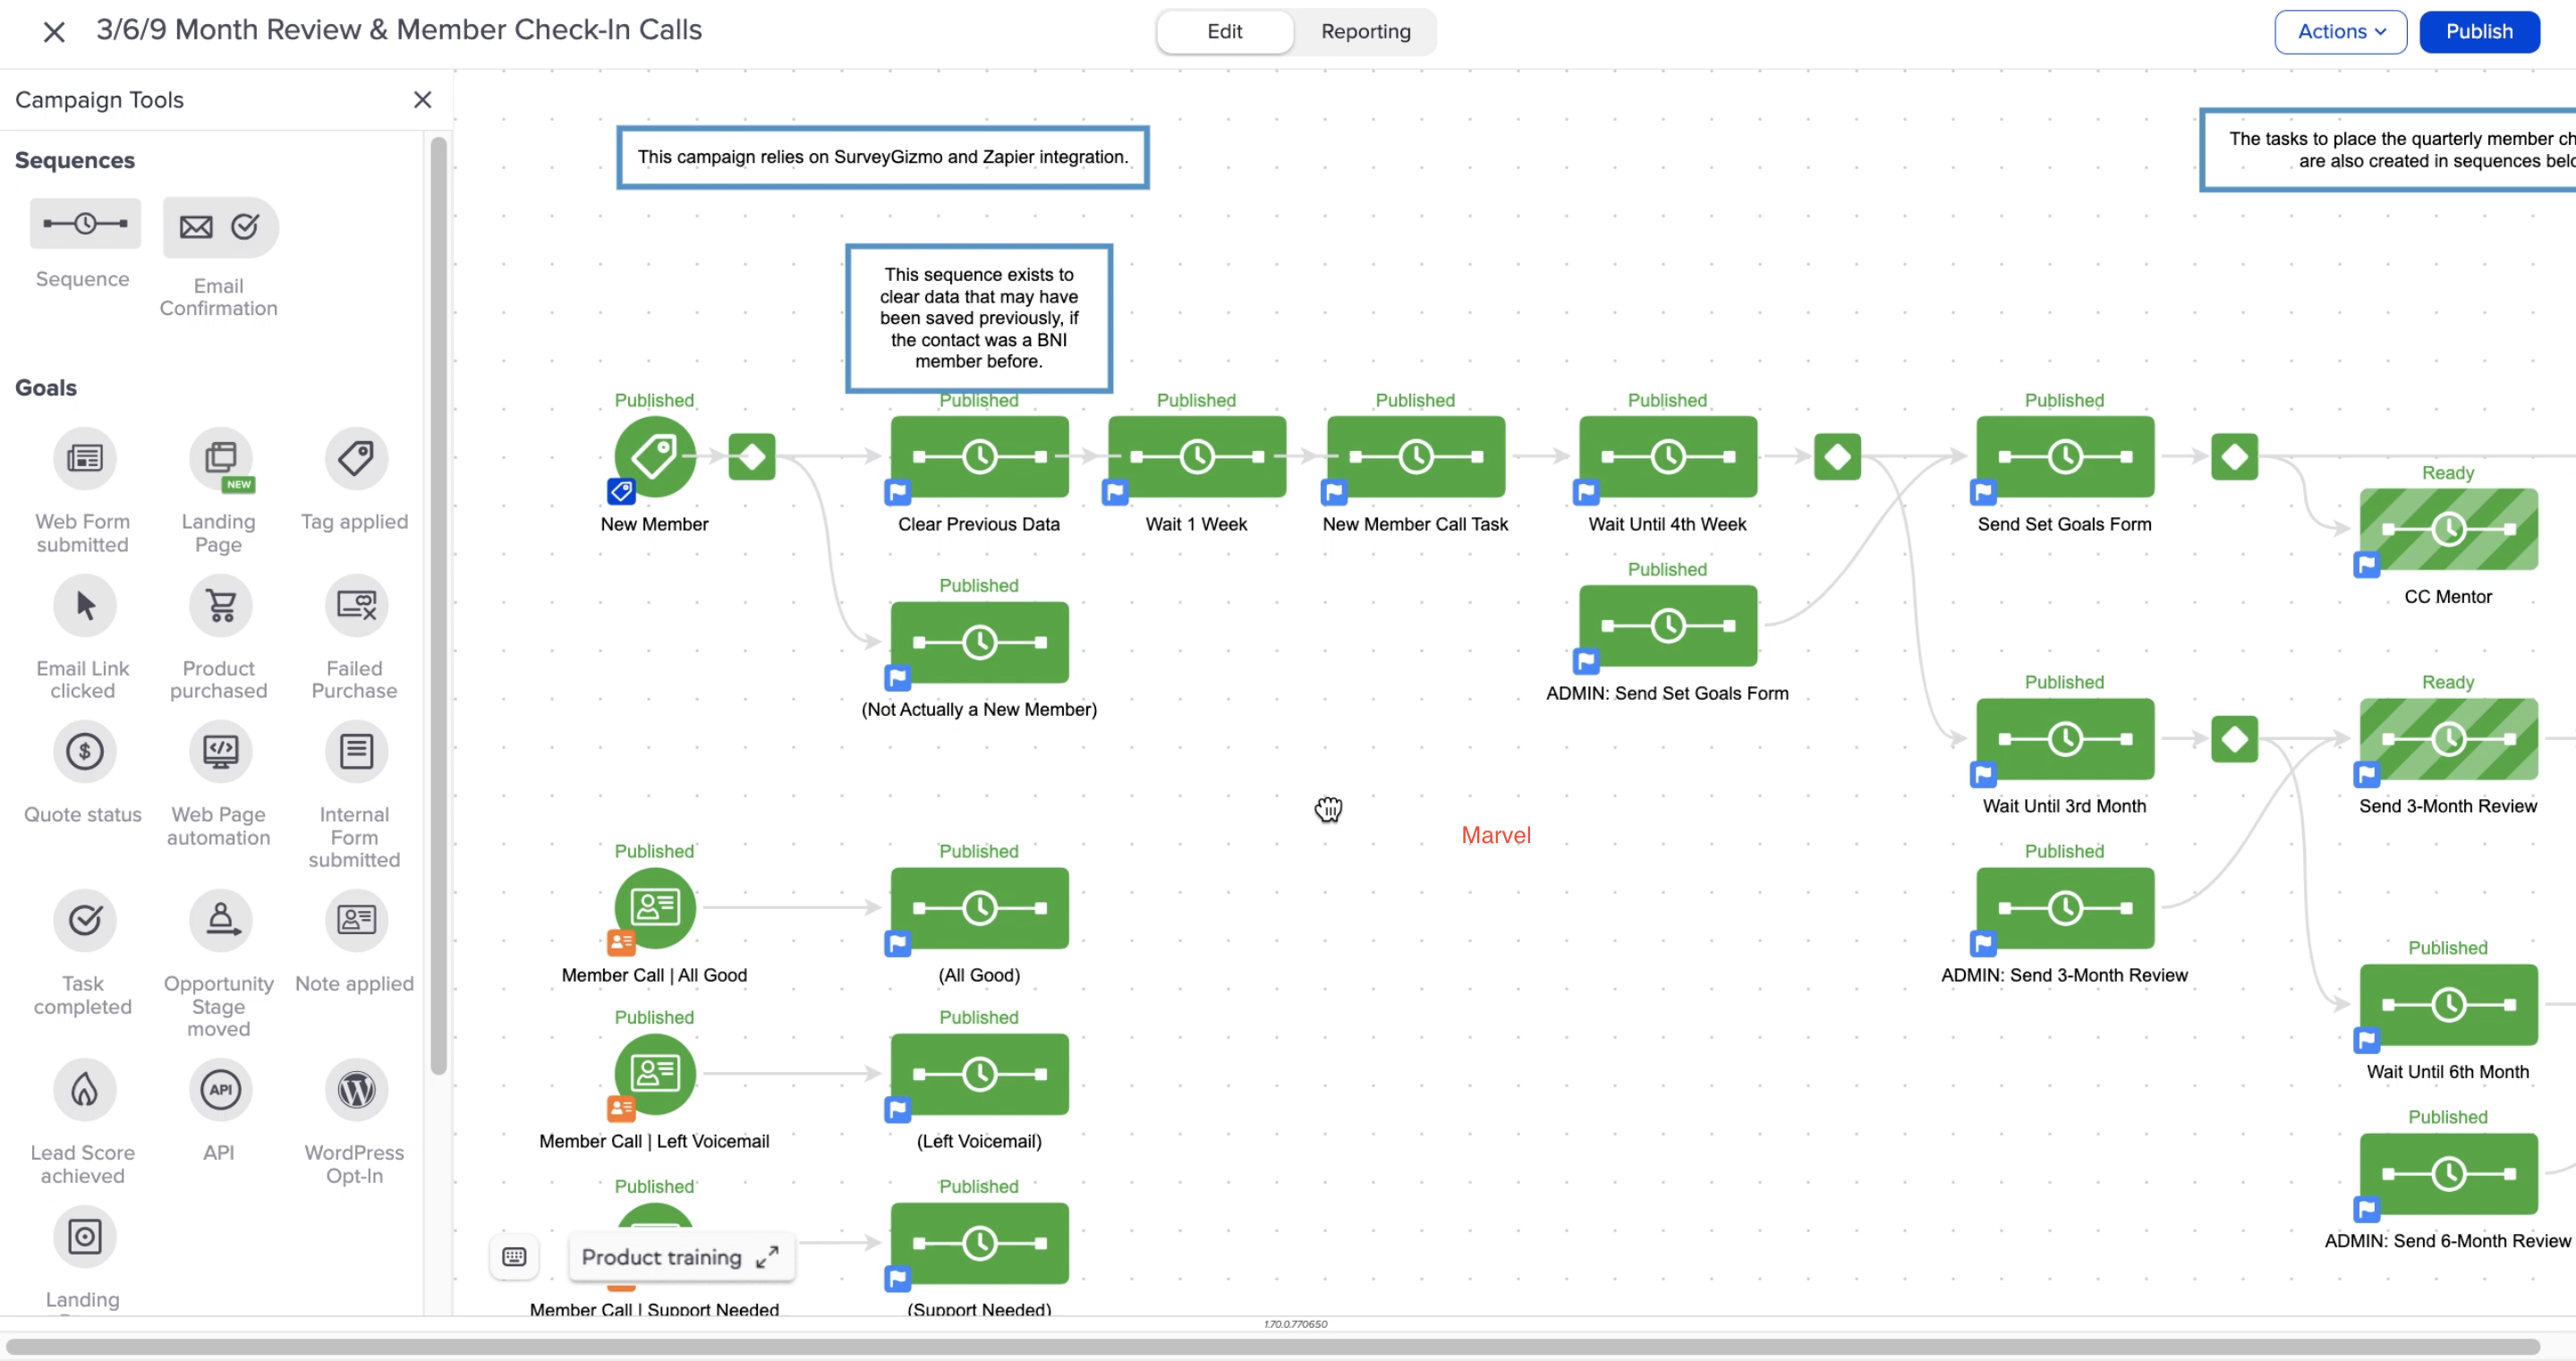 3/6/9 Month Review & Member Check-In Calls
Edit
Reporting
Actions
Publish
Campaign Tools
Sequences
Sequence
Email
Confirmation
Goals
Web Form
submitted
NEW
Landing
Page
Tag applied
Email Link
clicked
Product
purchased
Failed
Purchase
$
Quote status
Web Page
automation
Internal
Form
submitted
Task
completed
Opportunity
Stage
moved
Note applied
Lead Score
achieved
API
API
WordPress
Opt-In
Landing
This campaign relies on SurveyGizmo and Zapier integration.
The tasks to place the quarterly member ch
are also created in sequences belo
This sequence exists to
clear data that may have
been saved previously, if
the contact was a BNI
member before.
Published
New Member
Published
Clear Previous Data
Published
Wait 1 Week
Published
New Member Call Task
Published
Wait Until 4th Week
Published
Send Set Goals Form
Ready
CC Mentor
Published
(Not Actually a New Member)
Published
ADMIN: Send Set Goals Form
Published
Wait Until 3rd Month
Ready
Send 3-Month Review
Marvel
Published
Member Call | All Good
Published
(All Good)
Published
ADMIN: Send 3-Month Review
Published
Wait Until 6th Month
Published
Member Call | Left Voicemail
Published
(Left Voicemail)
Published
ADMIN: Send 6-Month Review
Published
Member Call | Support Needed
Published
(Support Needed)
Product training
1.70.0.770650